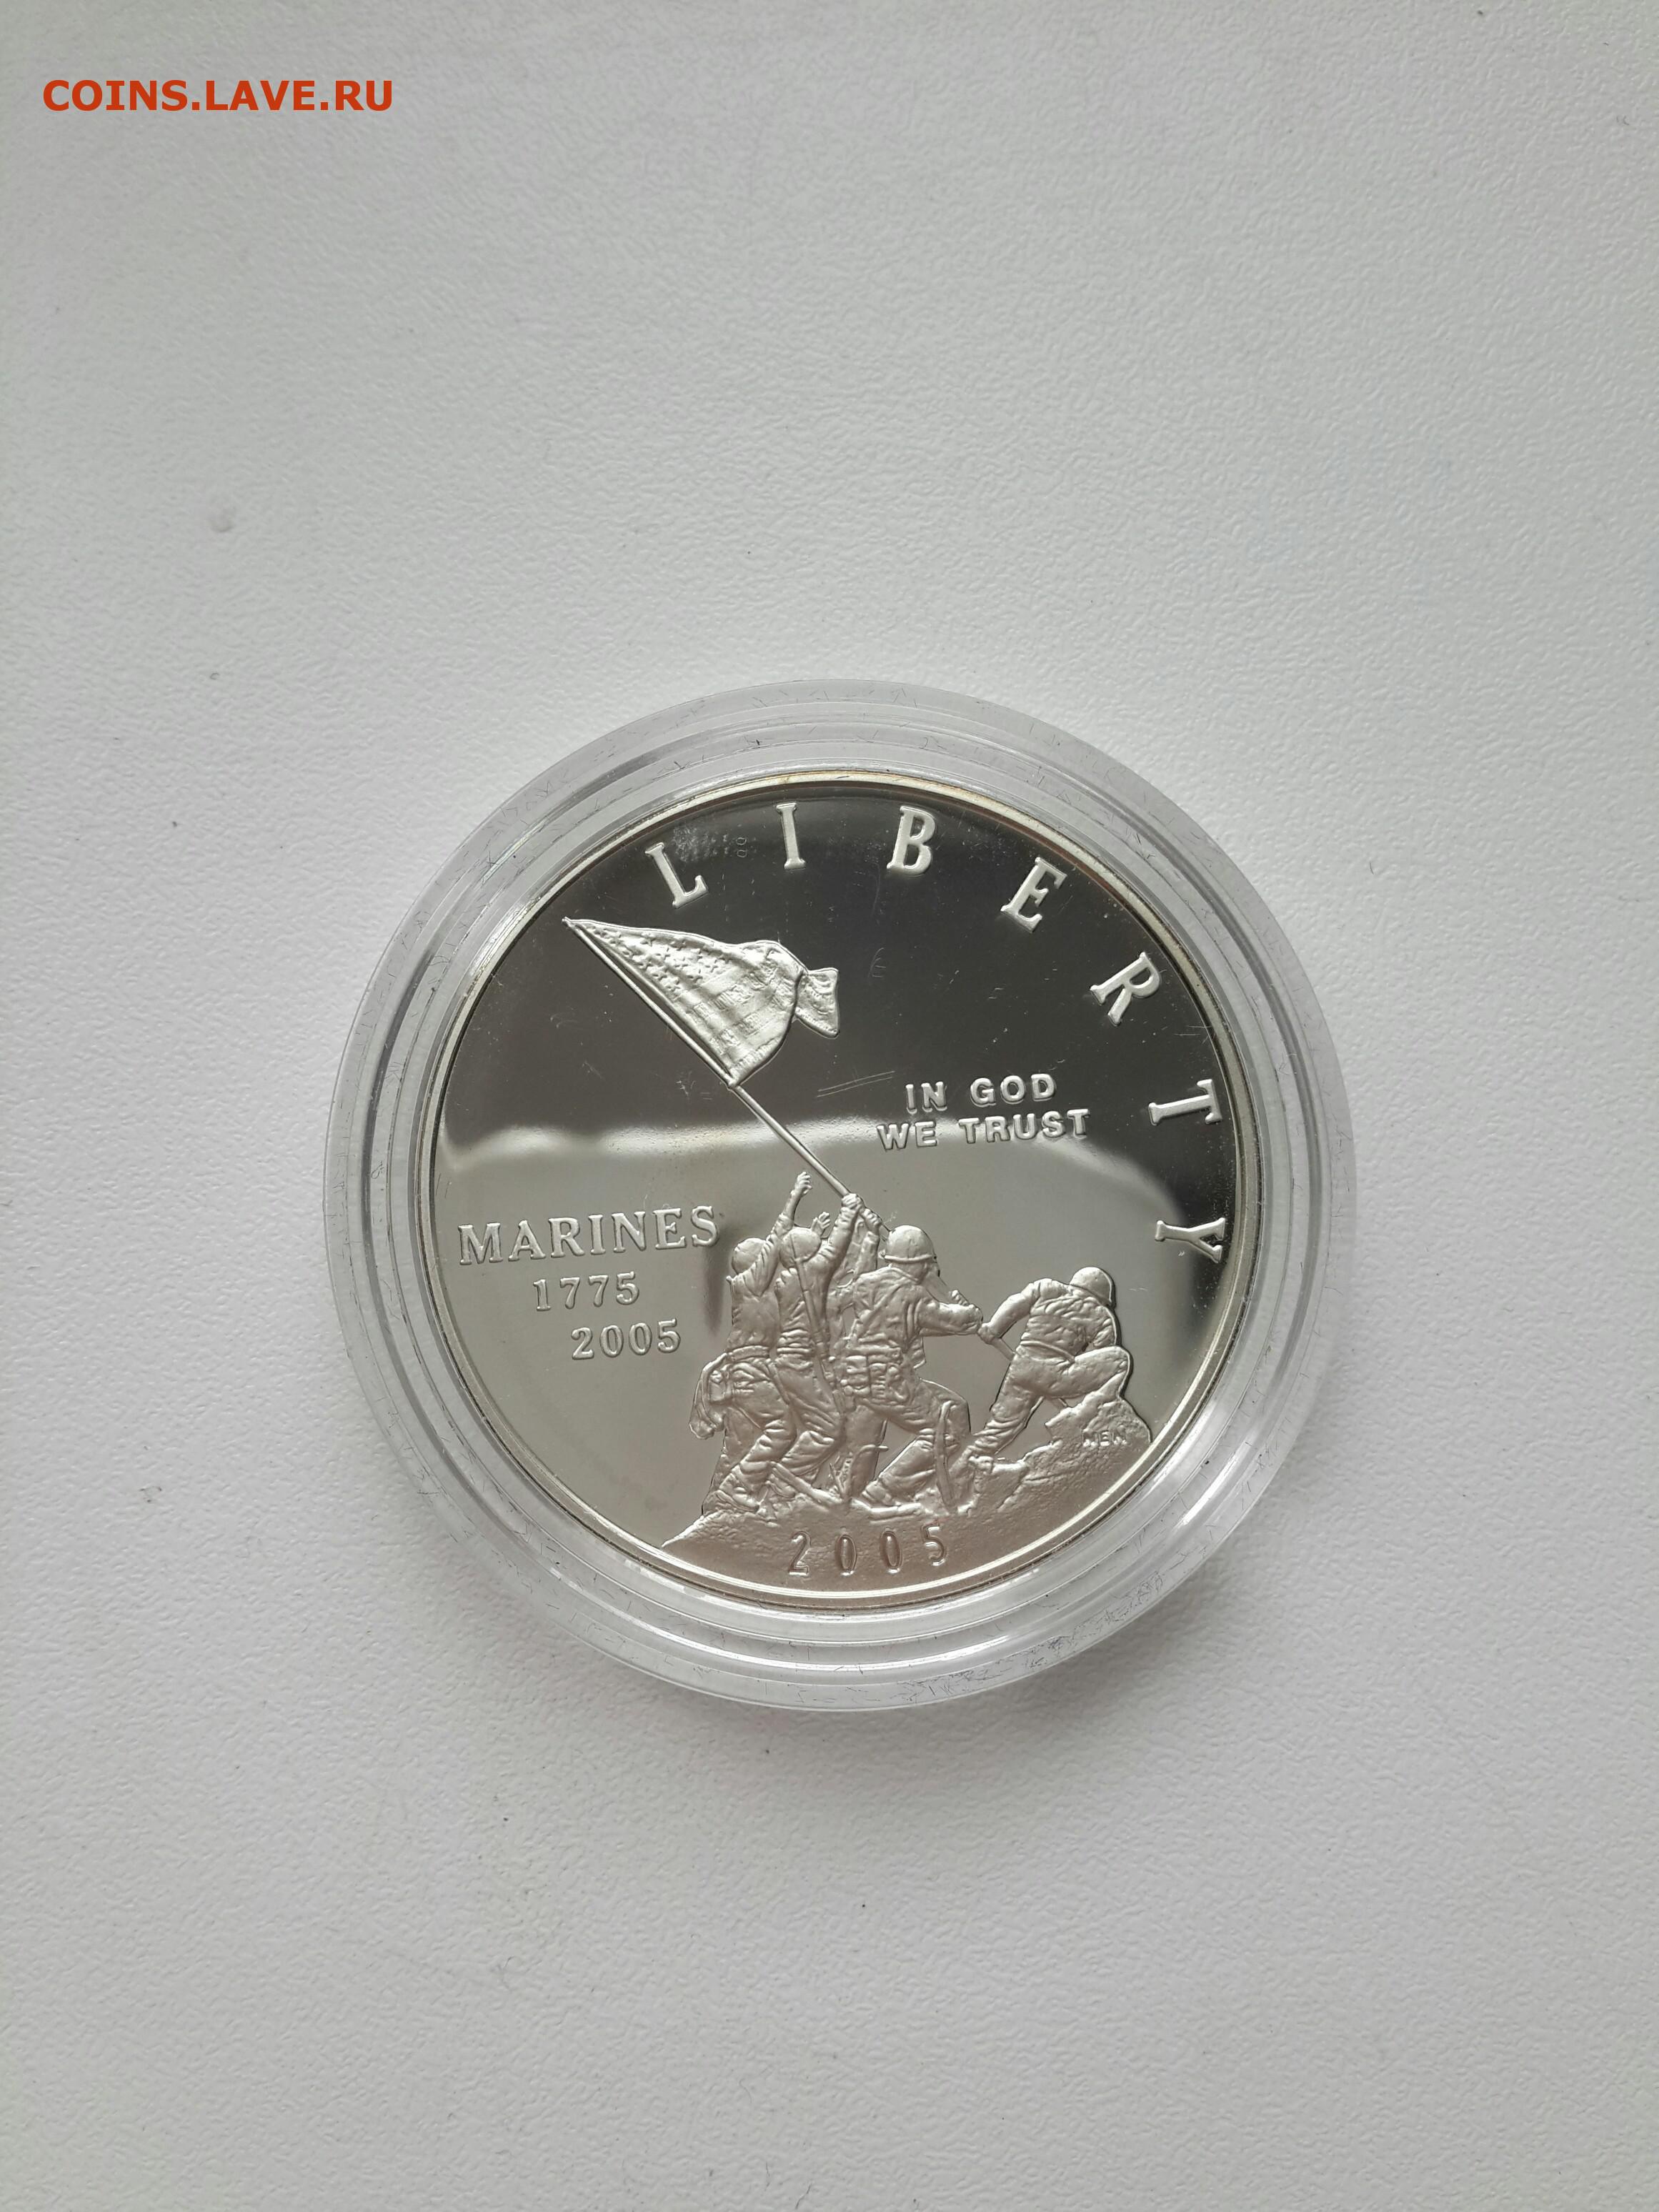 COINS.LAVE.RU
LIBERTY
IN GOD
WE TRUST
MARINES
1775
2005
2005